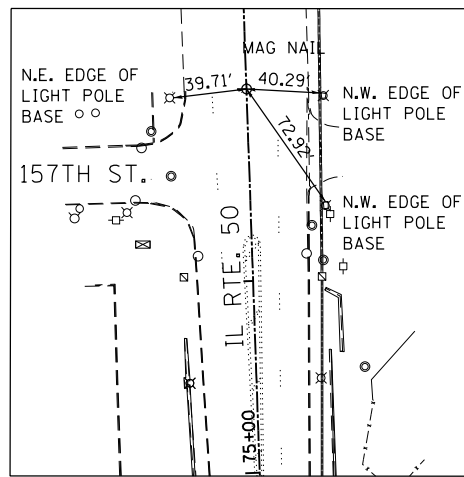 MAG NAIL
N.E. EDGE OF
LIGHT POLE
BASE
39.71'
40.29'
N.W. EDGE OF
LIGHT POLE
BASE
72.92'
157TH ST.
N.W. EDGE OF
LIGHT POLE
BASE
IL RTE. 50
75+00